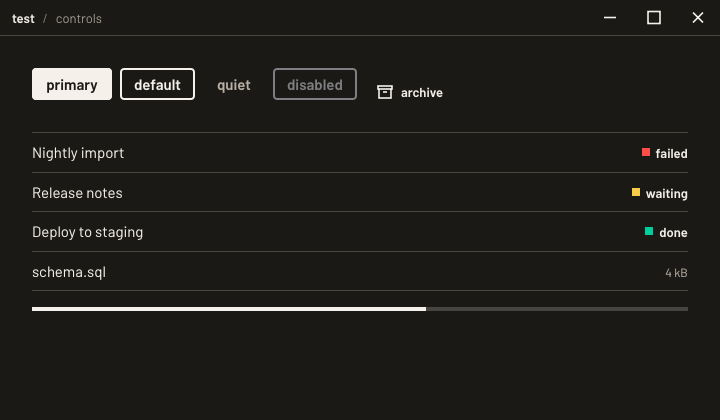 test / controls
primary default quiet disabled archive
Nightly import failed
Release notes waiting
Deploy to staging done
schema.sql 4 kB